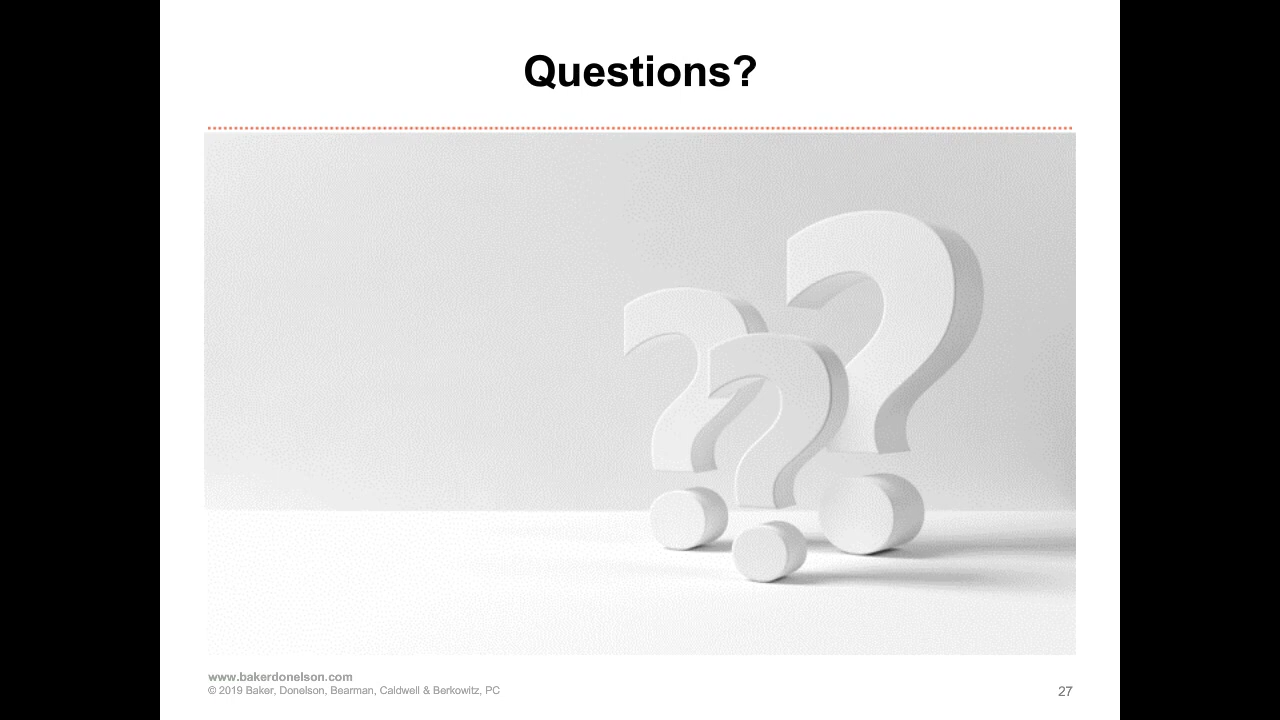 Questions?
www.bakerdonelson.com
© 2019 Baker, Donelson, Bearman, Caldwell & Berkowitz, PC
27